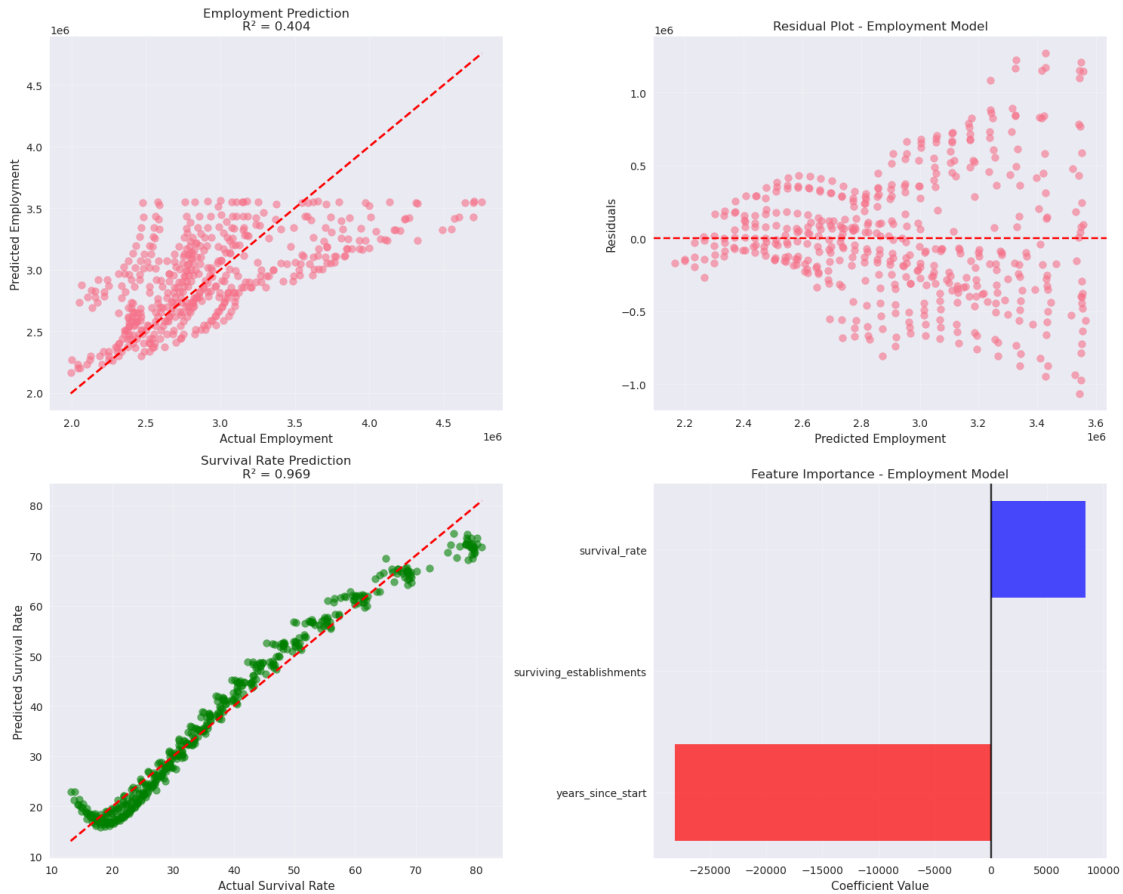 Employment Prediction
R² = 0.404
1e6
4.5
4.0
3.5
3.0
2.5
2.0
Predicted Employment
2.0 2.5 3.0 3.5 4.0 4.5
1e6
Actual Employment
Residual Plot - Employment Model
1e6
1.0
0.5
0.0
−0.5
−1.0
Residuals
2.2 2.4 2.6 2.8 3.0 3.2 3.4 3.6
1e6
Predicted Employment
Survival Rate Prediction
R² = 0.969
80
70
60
50
40
30
20
10
Predicted Survival Rate
10 20 30 40 50 60 70 80
Actual Survival Rate
Feature Importance - Employment Model
survival_rate
surviving_establishments
years_since_start
−25000 −20000 −15000 −10000 −5000 0 5000 10000
Coefficient Value